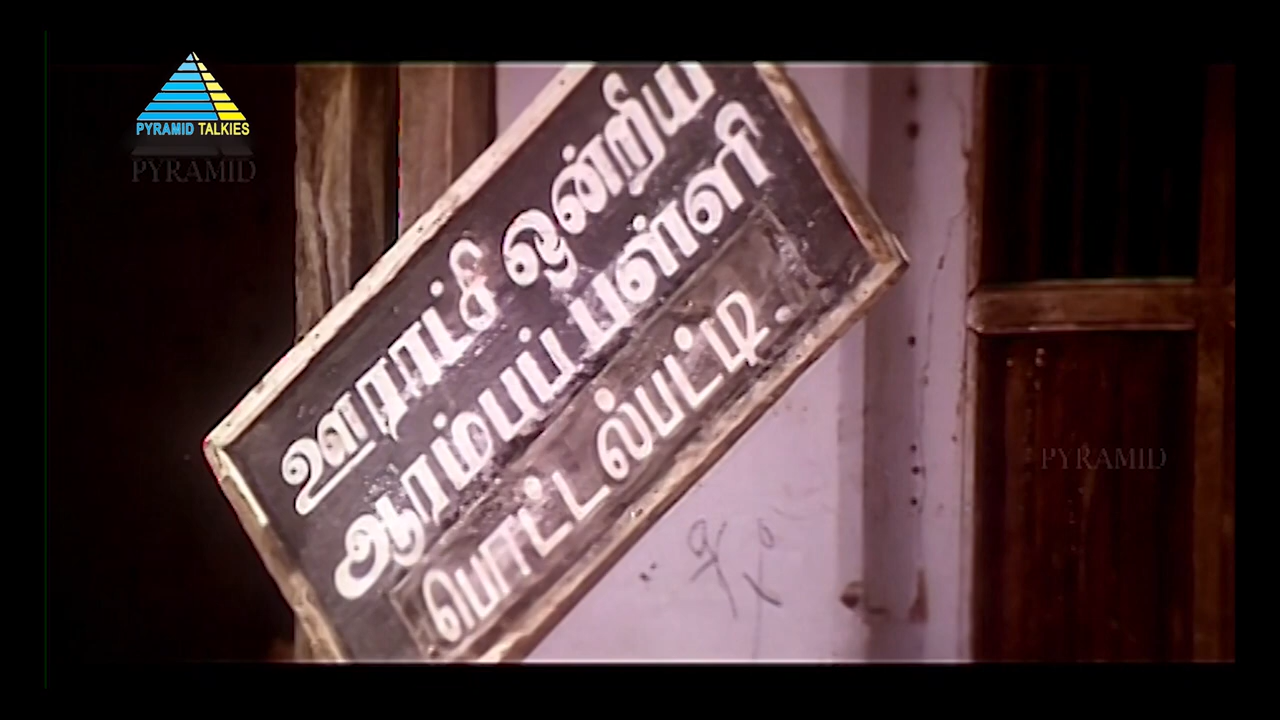 PYRAMID TALKIES
PYRAMID
ஊராட்சி ஒன்றிய
ஆரம்பப் பள்ளி
பொட்டல்பட்டி.
PYRAMID